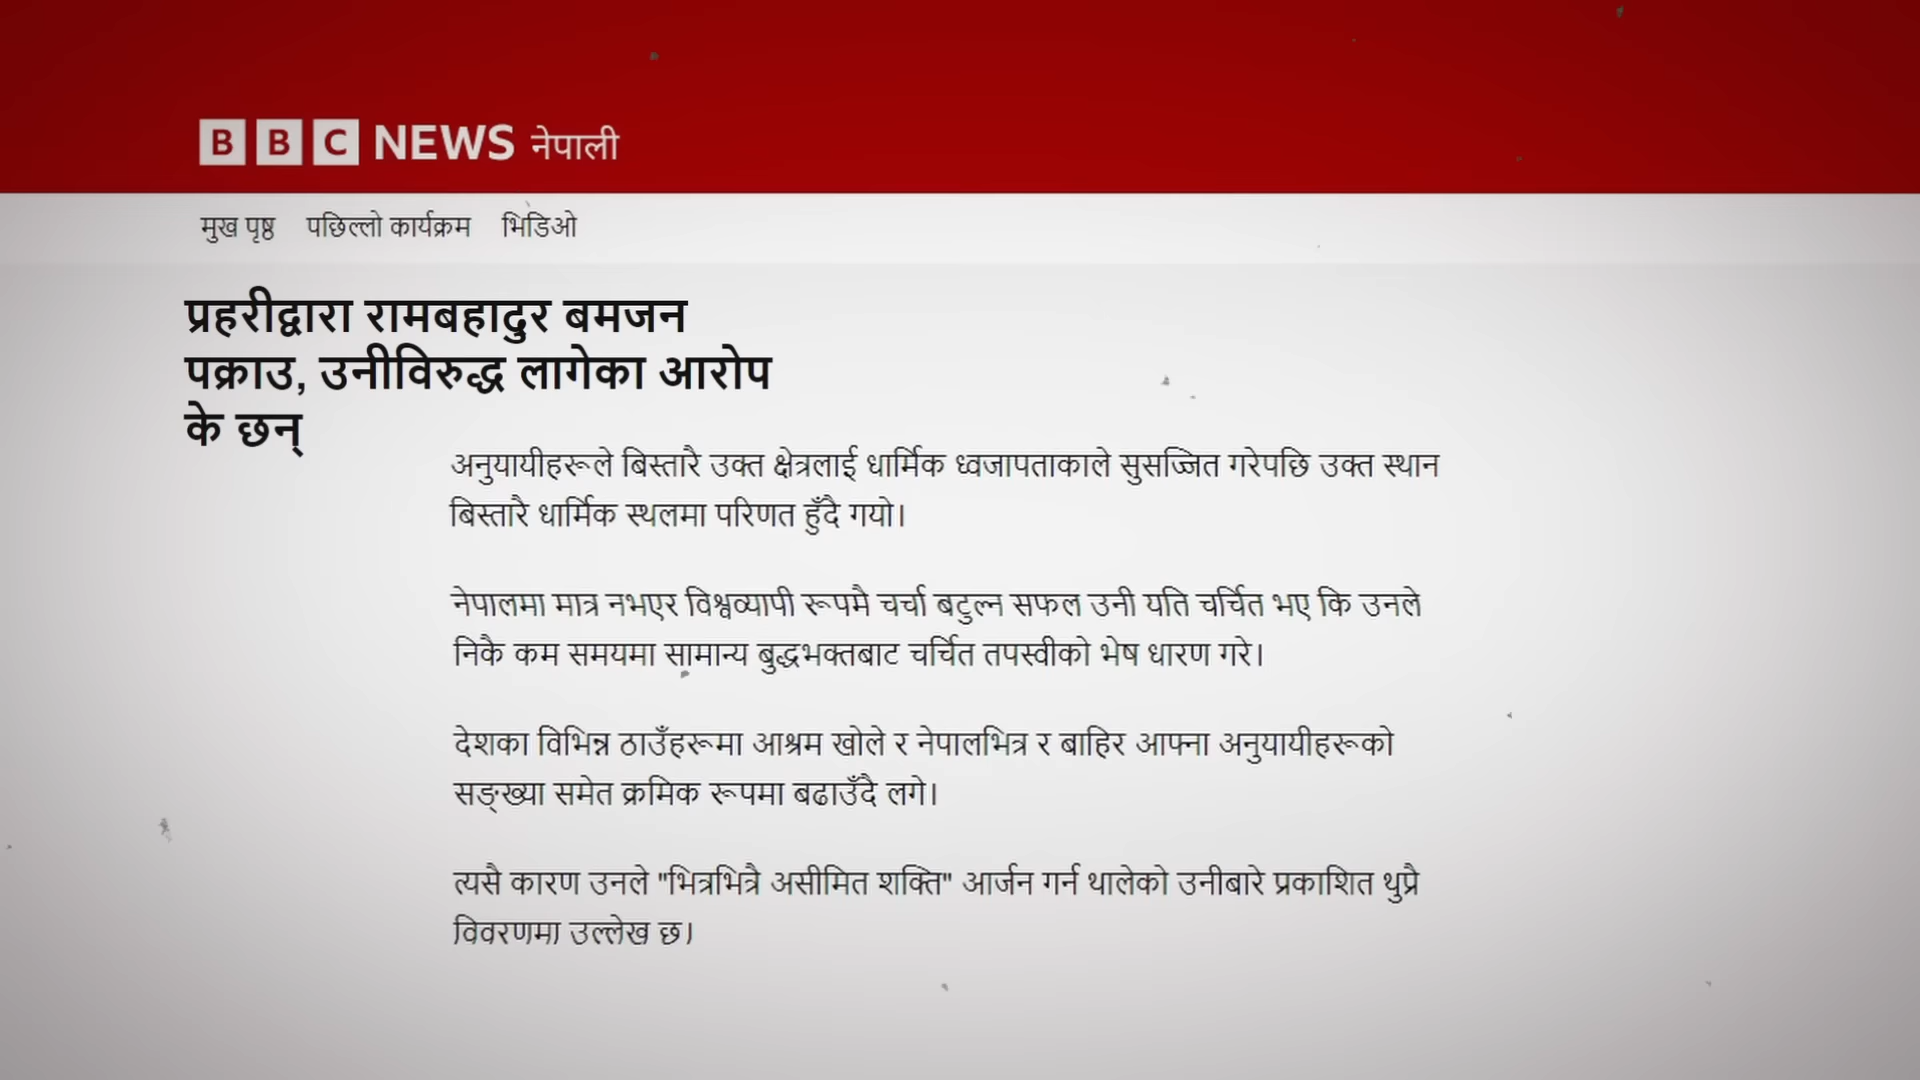 BBC NEWS नेपाली
मुख पृष्ठ पछिल्लो कार्यक्रम भिडिओ
प्रहरीद्वारा रामबहादुर बमजन
पक्राउ, उनीविरुद्ध लागेका आरोप
के छन्
अनुयायीहरूले बिस्तारै उक्त क्षेत्रलाई धार्मिक ध्वजापताकाले सुसज्जित गरेपछि उक्त स्थान
बिस्तारै धार्मिक स्थलमा परिणत हुँदै गयो।
नेपालमा मात्र नभएर विश्वव्यापी रूपमै चर्चा बटुल्न सफल उनी यति चर्चित भए कि उनले
निकै कम समयमा सामान्य बुद्धभक्तबाट चर्चित तपस्वीको भेष धारण गरे।
देशका विभिन्न ठाउँहरूमा आश्रम खोले र नेपालभित्र र बाहिर आफ्ना अनुयायीहरूको
सङ्ख्या समेत क्रमिक रूपमा बढाउँदै लगे।
त्यसै कारण उनले "भित्रभित्रै असीमित शक्ति" आर्जन गर्न थालेको उनीबारे प्रकाशित थुप्रै
विवरणमा उल्लेख छ।